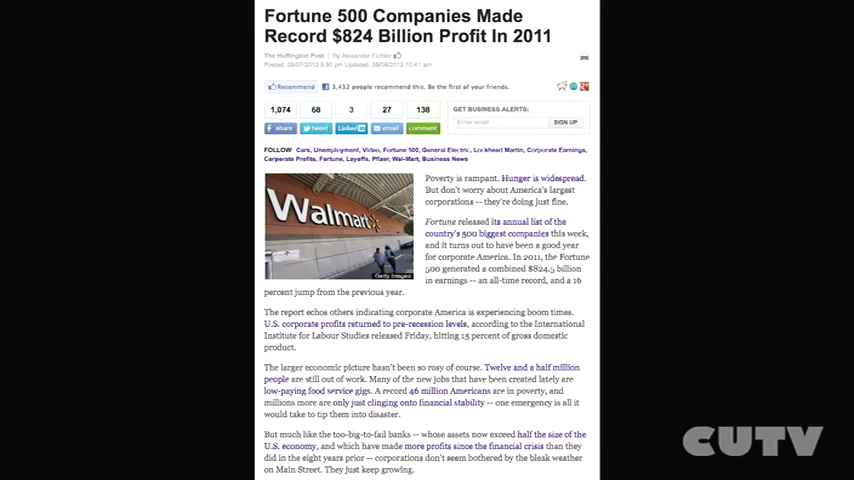 Fortune 500 Companies Made
Record $824 Billion Profit In 2011
The Huffington Post | By Alexander Eichler
Posted: 05/07/2012 5:50 pm Updated: 05/08/2012 10:41 am
Recommend 3,432 people recommend this. Be the first of your friends.
1,074 68 3 27 138 GET BUSINESS ALERTS:
share tweet LinkedIn email comment Enter email SIGN UP
FOLLOW: Cars, Unemployment, Video, Fortune 500, General Electric, Lockheed Martin, Corporate Earnings,
Corporate Profits, Fortune, Layoffs, Pfizer, Wal-Mart, Business News
Walmart
Getty Images
Poverty is rampant. Hunger is widespread.
But don't worry about America's largest
corporations -- they're doing just fine.
Fortune released its annual list of the
country's 500 biggest companies this week,
and it turns out to have been a good year
for corporate America. In 2011, the Fortune
500 generated a combined $824.5 billion
in earnings -- an all-time record, and a 16
percent jump from the previous year.
The report echos others indicating corporate America is experiencing boom times.
U.S. corporate profits returned to pre-recession levels, according to the International
Institute for Labour Studies released Friday, hitting 15 percent of gross domestic
product.
The larger economic picture hasn't been so rosy of course. Twelve and a half million
people are still out of work. Many of the new jobs that have been created lately are
low-paying food service gigs. A record 46 million Americans are in poverty, and
millions more are only just clinging onto financial stability -- one emergency is all it
would take to tip them into disaster.
But much like the too-big-to-fail banks -- whose assets now exceed half the size of the
U.S. economy, and which have made more profits since the financial crisis than they
did in the eight years prior -- corporations don't seem bothered by the bleak weather
on Main Street. They just keep growing.
CUTV